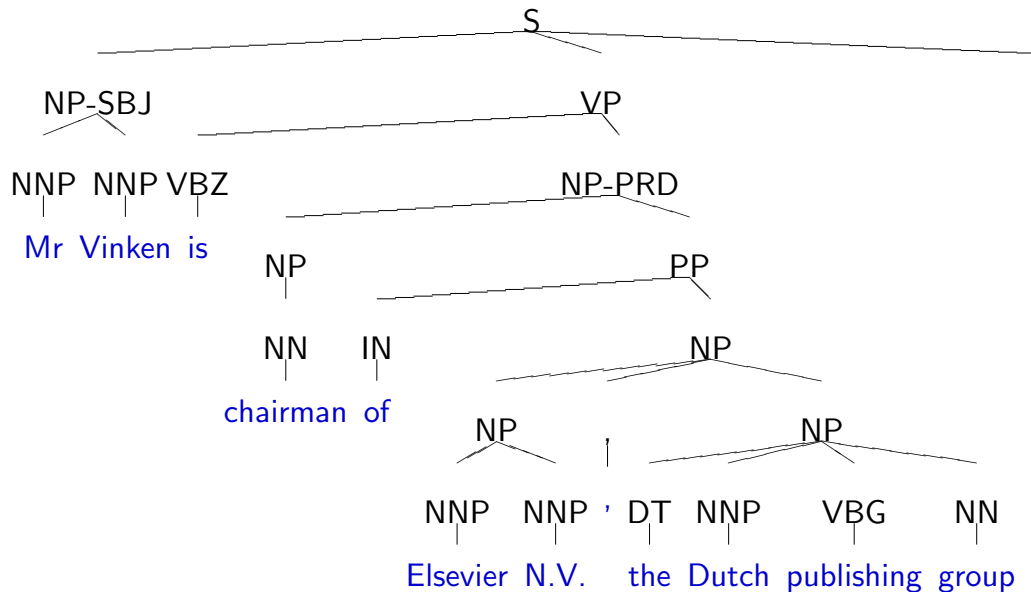 S
NP-SBJ VP
NNP NNP VBZ NP-PRD
Mr Vinken is
NP PP
NN IN NP
chairman of
NP , NP
NNP NNP , DT NNP VBG NN
Elsevier N.V. the Dutch publishing group